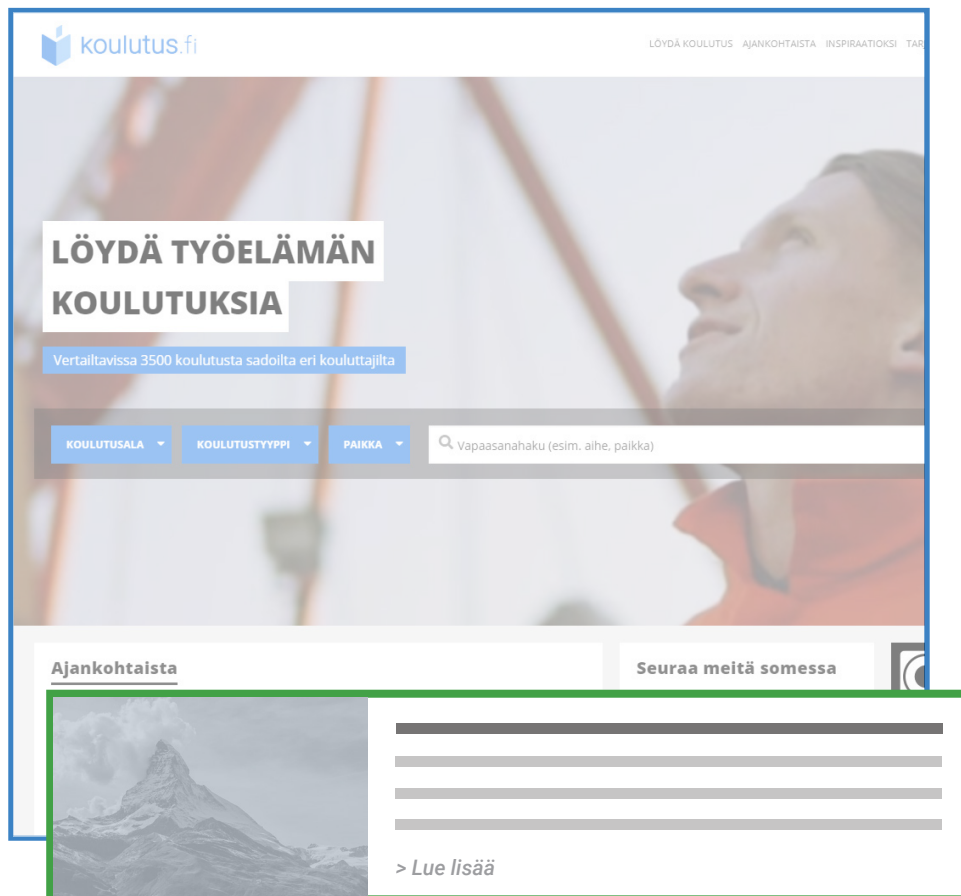 koulutus.fi
LÖYDÄ KOULUTUS AJANKOHTAISTA INSPIRAATIOKSI
LÖYDÄ TYÖELÄMÄN
KOULUTUKSIA
Vertailtavissa 3500 koulutusta sadoilta eri kouluttajilta
KOULUTUSALA KOULUTUSTYYPPI PAIKKA Vapaasanahaku (esim. aihe, paikka)
Ajankohtaista
Seuraa meitä somessa
> Lue lisää